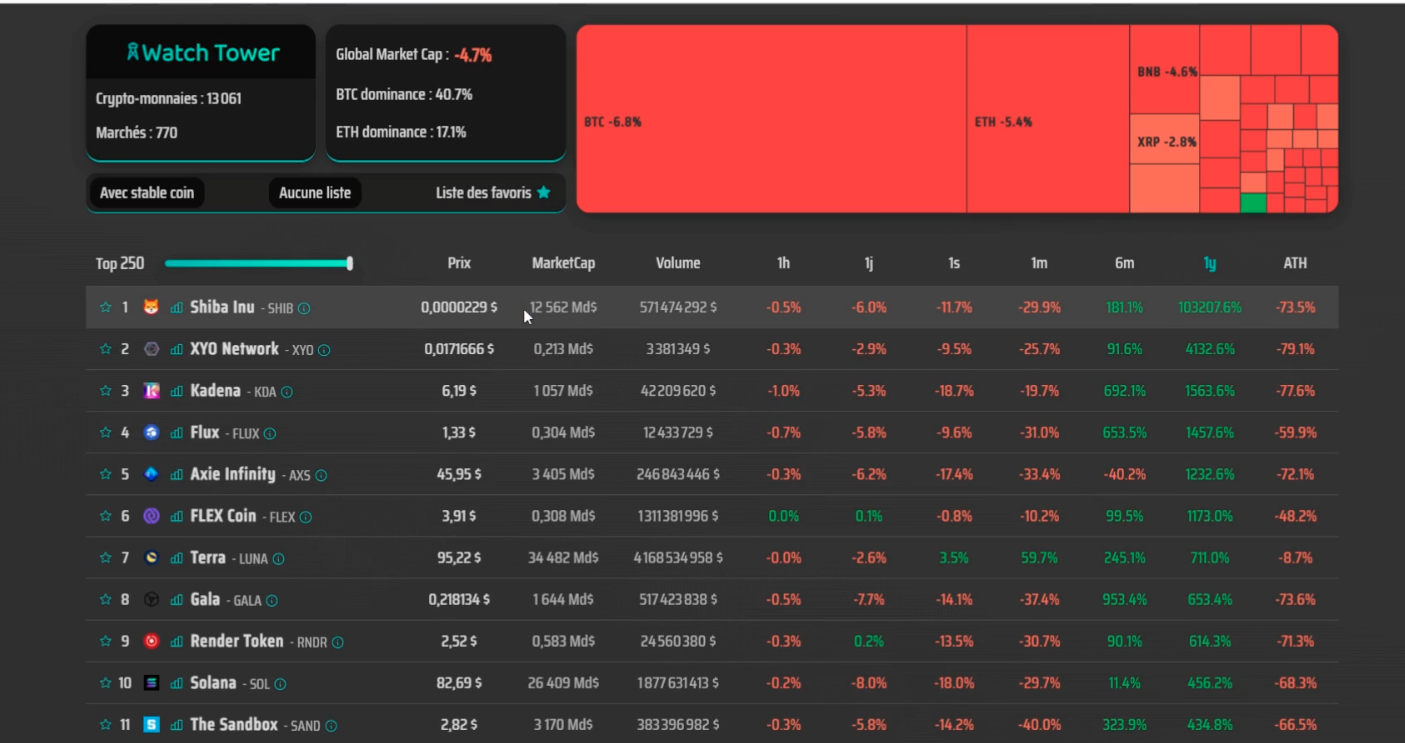 Watch Tower
Crypto-monnaies : 13 061
Marchés : 770
Global Market Cap : -4.7%
BTC dominance : 40.7%
ETH dominance : 17.1%
Avec stable coin Aucune liste Liste des favoris
BTC -6.8%
ETH -5.4%
BNB -4.6%
XRP -2.8%
Top 250 Prix MarketCap Volume 1h 1j 1s 1m 6m 1y ATH
1 Shiba Inu - SHIB 0,0000229 $ 12 562 Md$ 571 474 292 $ -0.5% -6.0% -11.7% -29.9% 181.1% 103207.6% -73.5%
2 XYO Network - XYO 0,0171666 $ 0,213 Md$ 3 381 349 $ -0.3% -2.9% -9.5% -25.7% 91.6% 4132.6% -79.1%
3 Kadena - KDA 6,19 $ 1 057 Md$ 42 209 620 $ -1.0% -5.3% -18.7% -19.7% 692.1% 1563.6% -77.6%
4 Flux - FLUX 1,33 $ 0,304 Md$ 12 433 729 $ -0.7% -5.8% -9.6% -31.0% 653.5% 1457.6% -59.9%
5 Axie Infinity - AXS 45,95 $ 3 405 Md$ 246 843 446 $ -0.3% -6.2% -17.4% -33.4% -40.2% 1232.6% -72.1%
6 FLEX Coin - FLEX 3,91 $ 0,308 Md$ 1 311 381 996 $ 0.0% 0.1% -0.8% -10.2% 99.5% 1173.0% -48.2%
7 Terra - LUNA 95,22 $ 34 482 Md$ 4 168 534 958 $ -0.0% -2.6% 3.5% 59.7% 245.1% 711.0% -8.7%
8 Gala - GALA 0,218134 $ 1 644 Md$ 517 423 838 $ -0.5% -7.7% -14.1% -37.4% 953.4% 653.4% -73.6%
9 Render Token - RNDR 2,52 $ 0,583 Md$ 24 560 380 $ -0.3% 0.2% -13.5% -30.7% 90.1% 614.3% -71.3%
10 Solana - SOL 82,69 $ 26 409 Md$ 1 877 631 413 $ -0.2% -8.0% -18.0% -29.7% 11.4% 456.2% -68.3%
11 The Sandbox - SAND 2,82 $ 3 170 Md$ 383 396 982 $ -0.3% -5.8% -14.2% -40.0% 323.9% 434.8% -66.5%